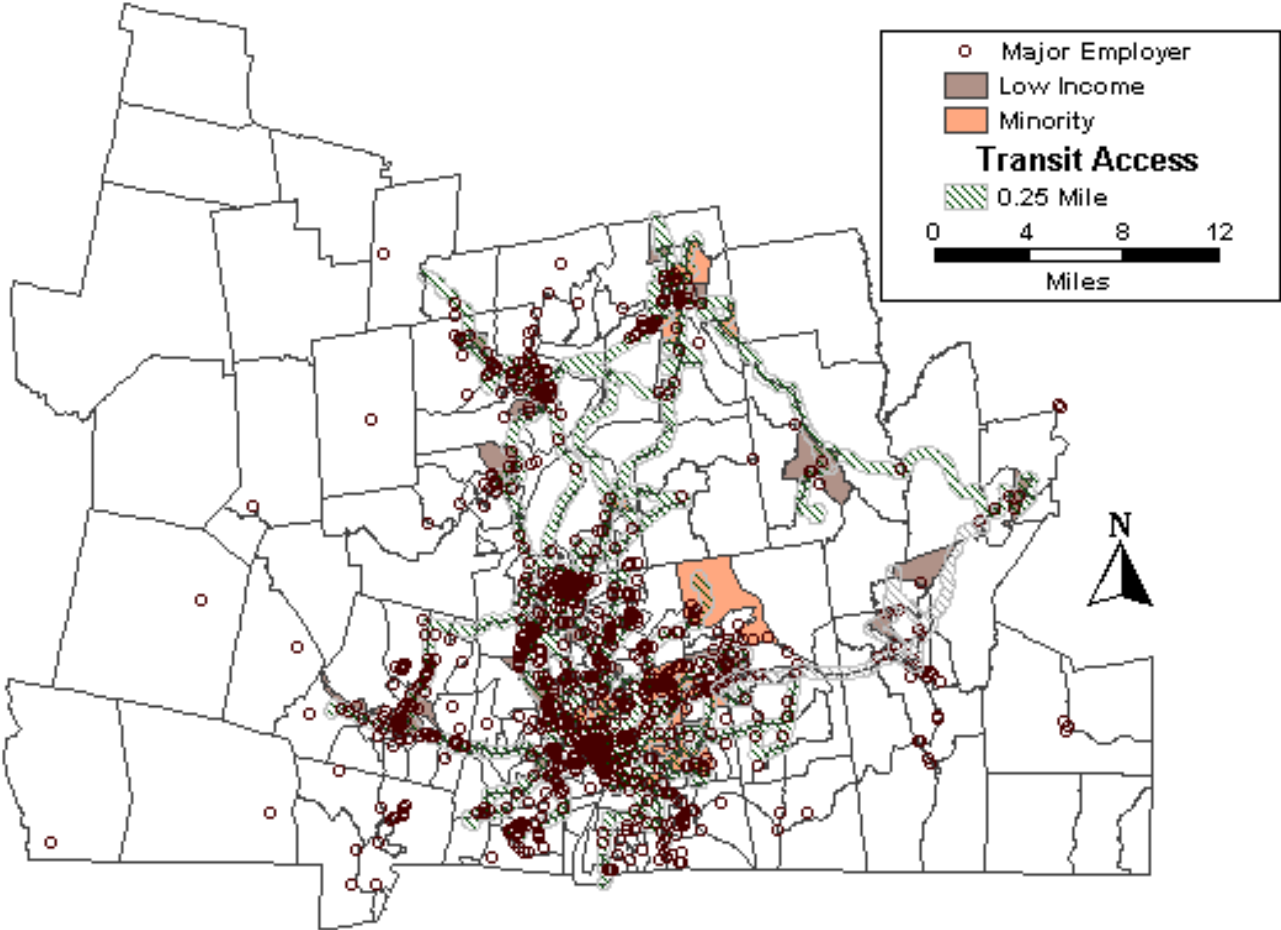 Major Employer
Low Income
Minority
Transit Access
0.25 Mile
0 4 8 12
Miles
N